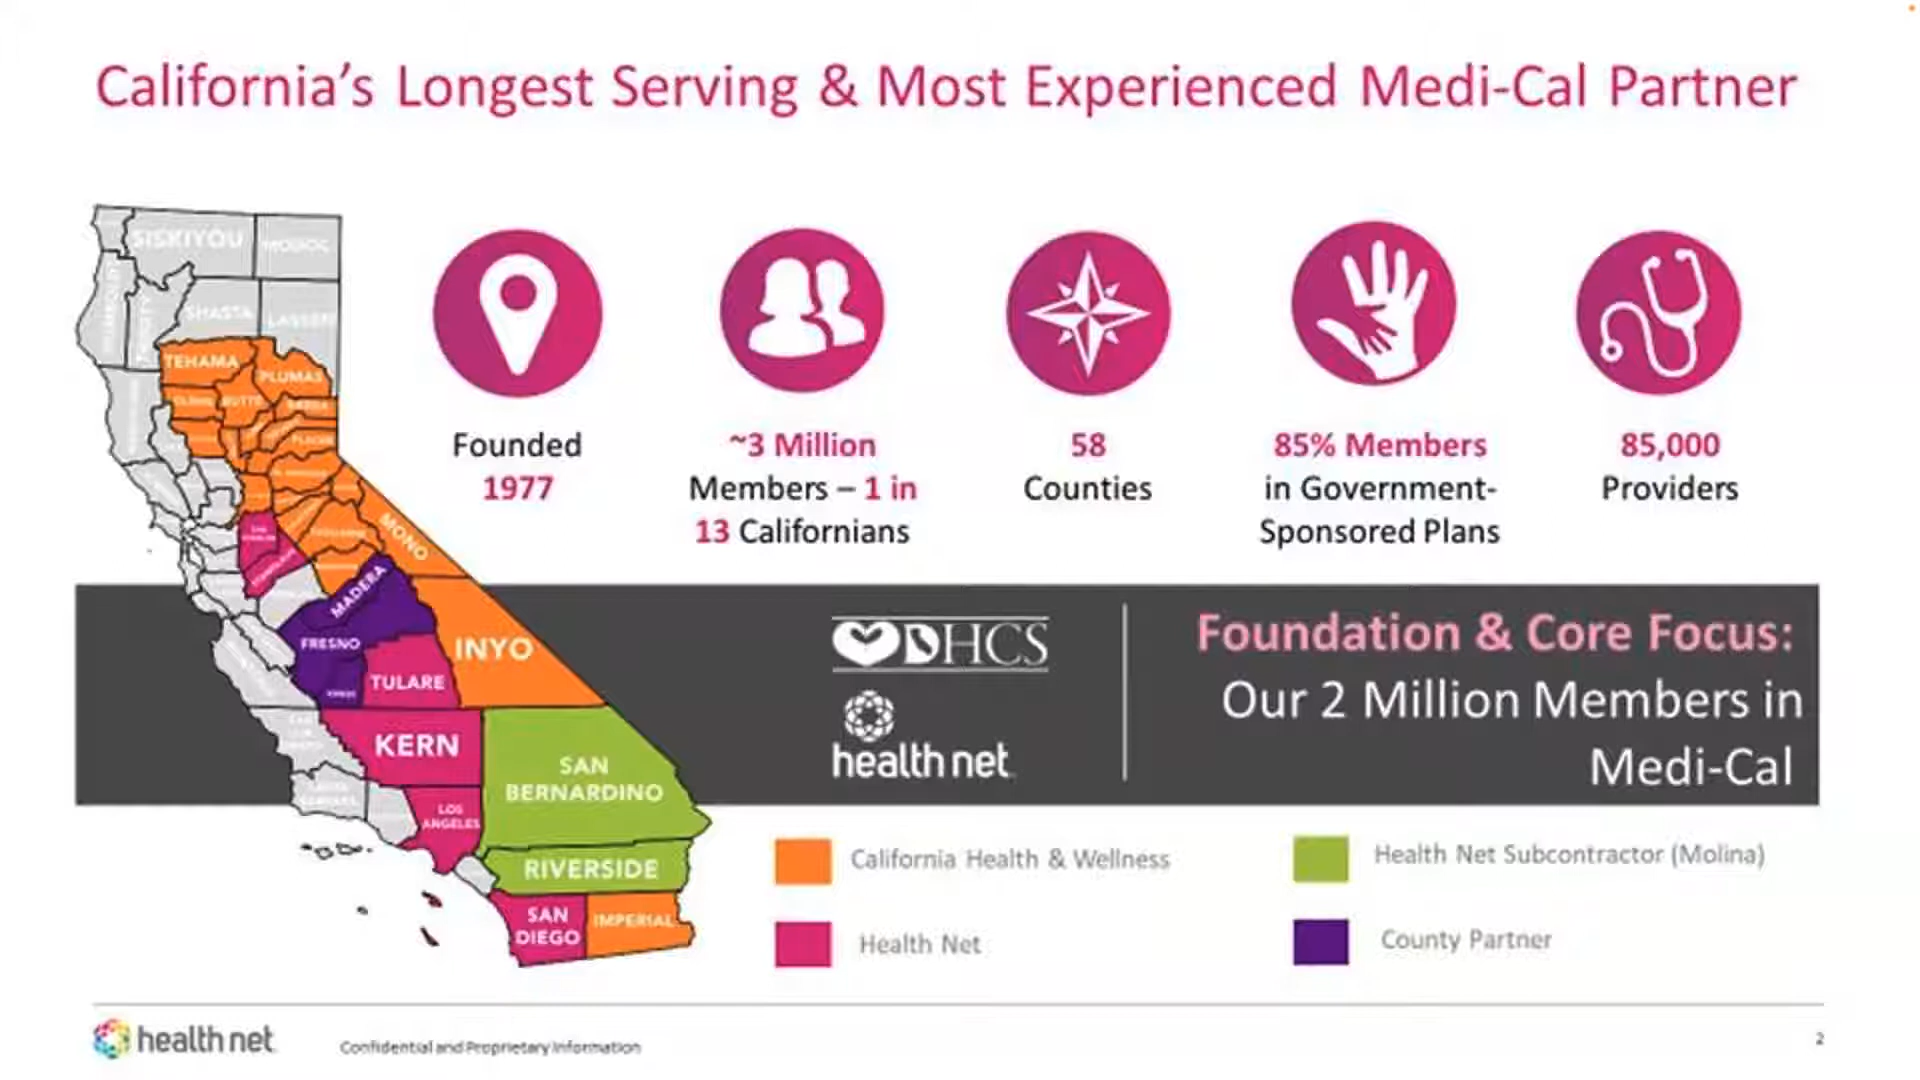 California's Longest Serving & Most Experienced Medi-Cal Partner
SISKIYOU
MODOC
SHASTA
LASSEN
TEHAMA
PLUMAS
BUTTE
MONO
MADERA
FRESNO
INYO
TULARE
KERN
SAN
BERNARDINO
LOS
ANGELES
RIVERSIDE
SAN
DIEGO
IMPERIAL
Founded
1977
~3 Million
Members – 1 in
13 Californians
58
Counties
85% Members
in Government-
Sponsored Plans
85,000
Providers
DHCS
health net
Foundation & Core Focus:
Our 2 Million Members in
Medi-Cal
California Health & Wellness
Health Net Subcontractor (Molina)
Health Net
County Partner
health net
Confidential and Proprietary Information
2